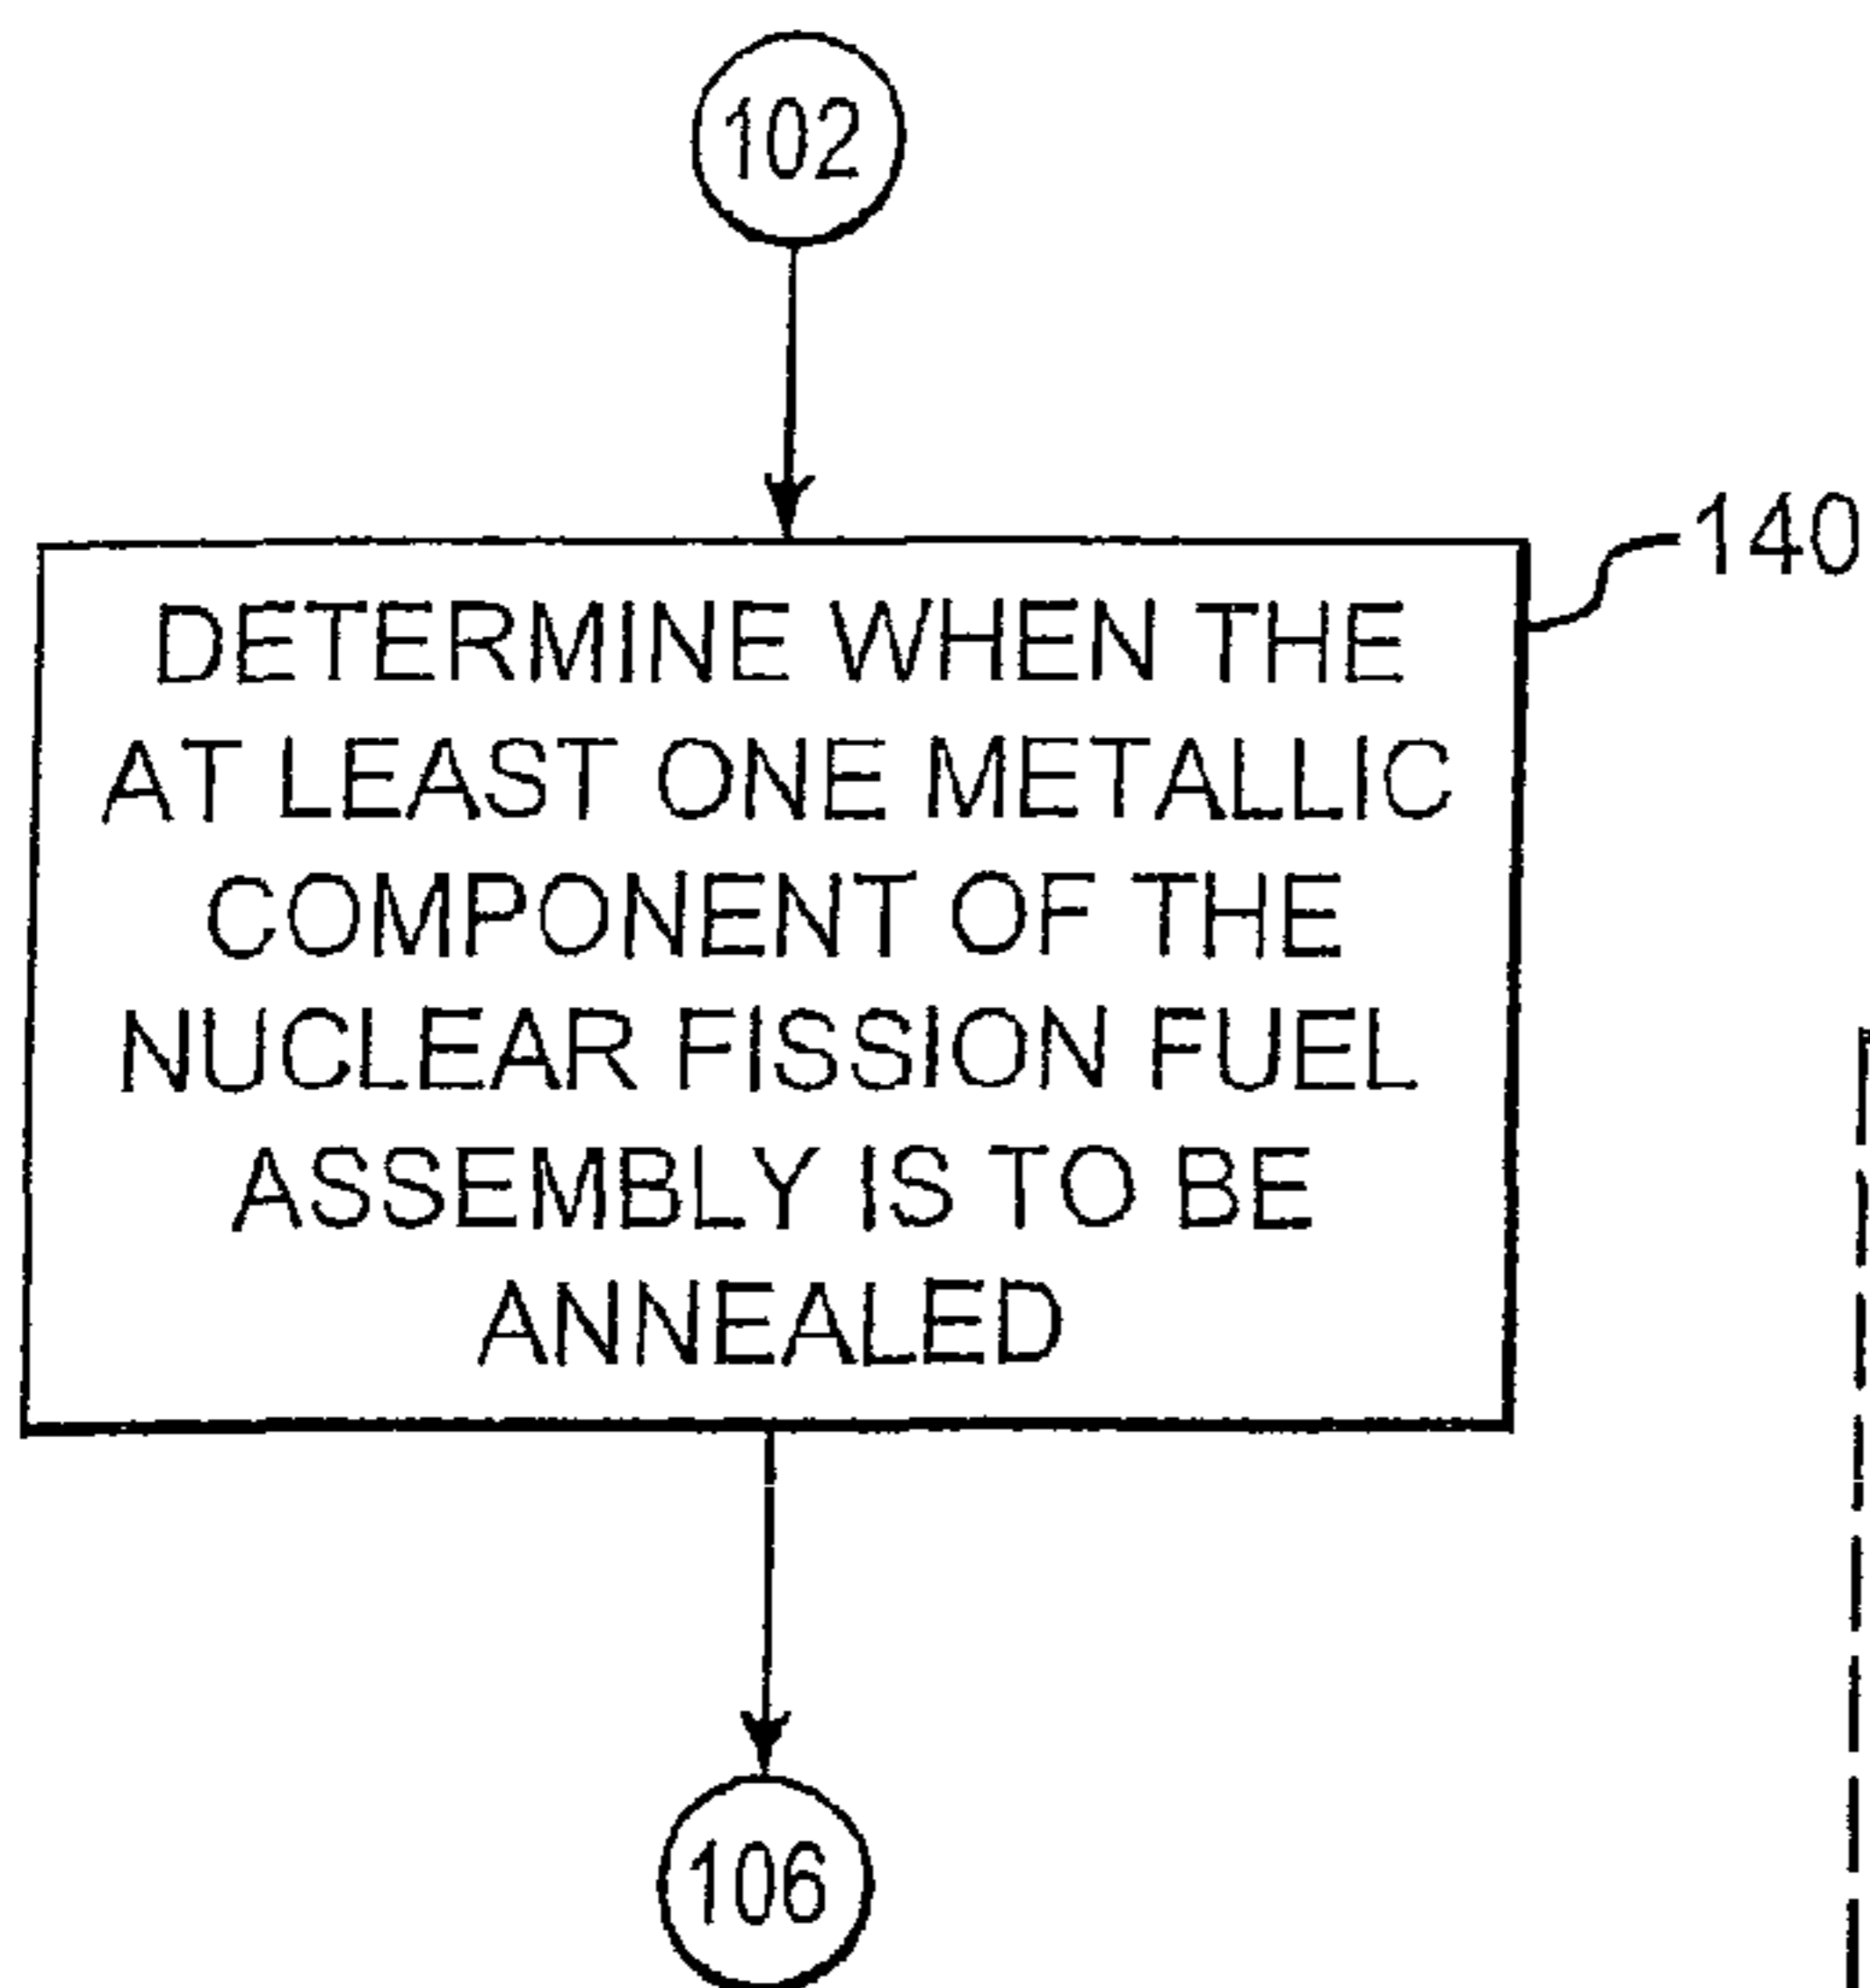 102
140
DETERMINE WHEN THE
AT LEAST ONE METALLIC
COMPONENT OF THE
NUCLEAR FISSION FUEL
ASSEMBLY IS TO BE
ANNEALED
106